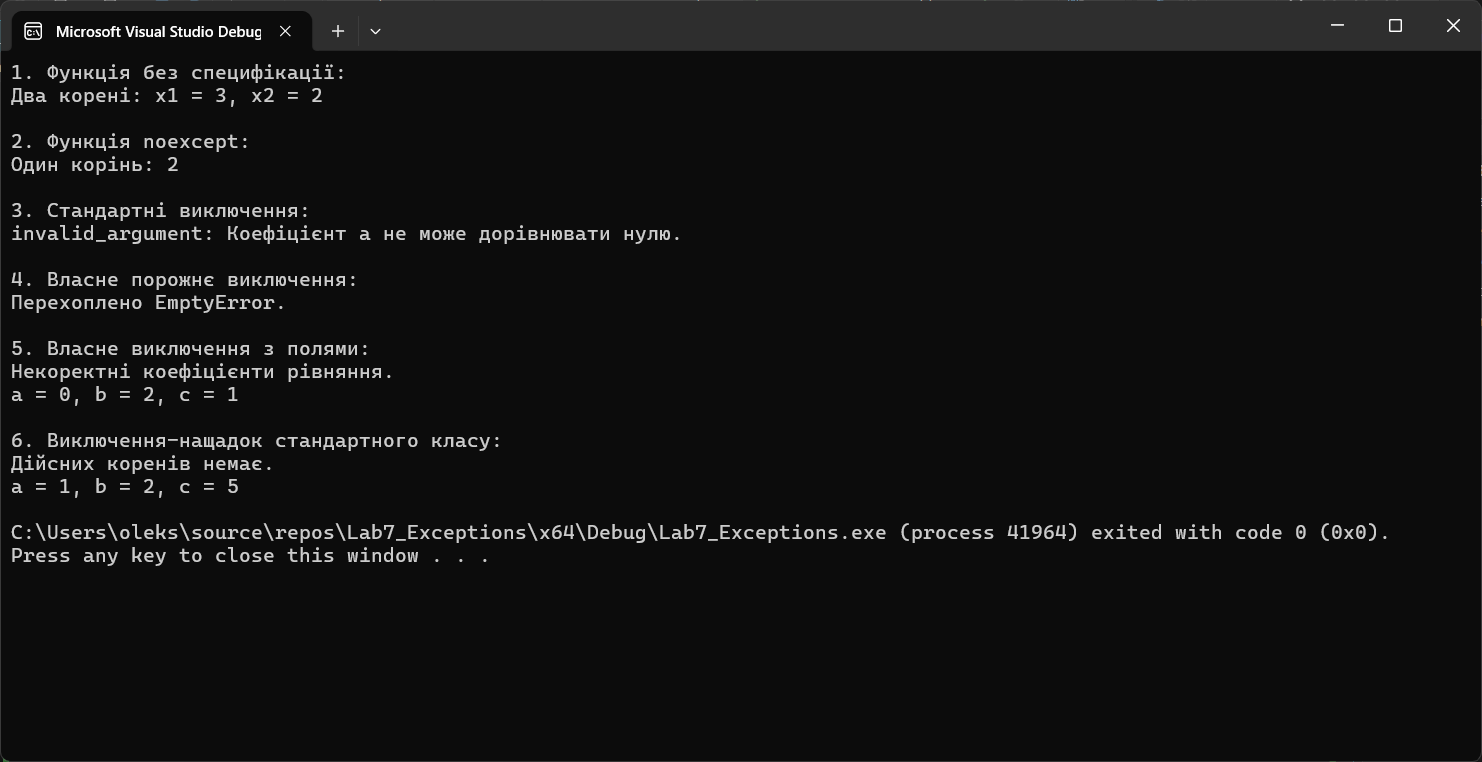 Microsoft Visual Studio Debug
1. Функція без специфікації:
Два корені: x1 = 3, x2 = 2
2. Функція noexcept:
Один корінь: 2
3. Стандартні виключення:
invalid_argument: Коефіцієнт a не може дорівнювати нулю.
4. Власне порожнє виключення:
Перехоплено EmptyError.
5. Власне виключення з полями:
Некоректні коефіцієнти рівняння.
a = 0, b = 2, c = 1
6. Виключення-нащадок стандартного класу:
Дійсних коренів немає.
a = 1, b = 2, c = 5
C:\Users\oleks\source\repos\Lab7_Exceptions\x64\Debug\Lab7_Exceptions.exe (process 41964) exited with code 0 (0x0).
Press any key to close this window . . .